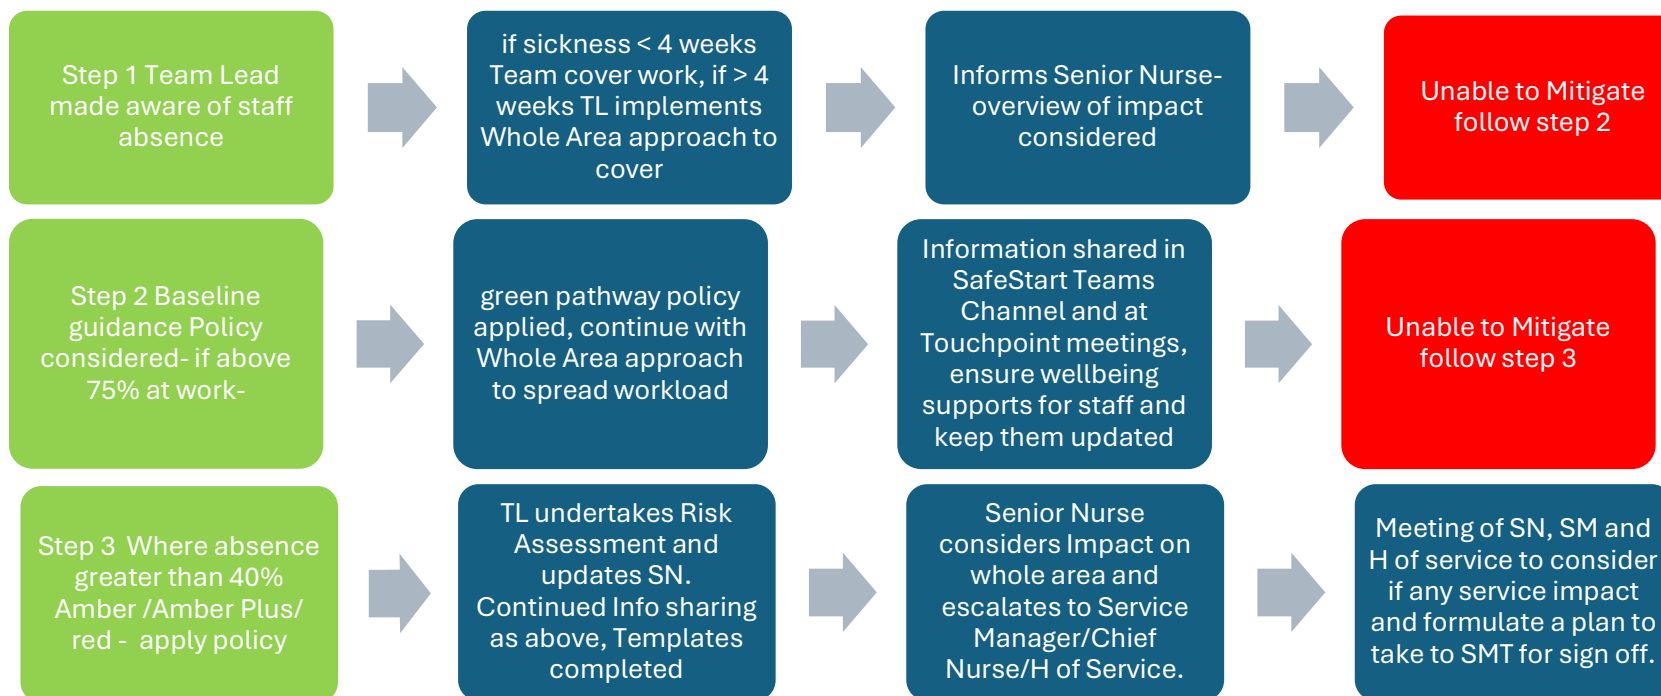 Step 1 Team Lead
made aware of staff
absence
if sickness < 4 weeks
Team cover work, if > 4
weeks TL implements
Whole Area approach to
cover
Informs Senior Nurse-
overview of impact
considered
Unable to Mitigate
follow step 2
Step 2 Baseline
guidance Policy
considered- if above
75% at work-
green pathway policy
applied, continue with
Whole Area approach
to spread workload
Information shared in
SafeStart Teams
Channel and at
Touchpoint meetings,
ensure wellbeing
supports for staff and
keep them updated
Unable to Mitigate
follow step 3
Step 3  Where absence
greater than 40%
Amber /Amber Plus/
red -  apply policy
TL undertakes Risk
Assessment and
updates SN.
Continued Info sharing
as above, Templates
completed
Senior Nurse
considers Impact on
whole area and
escalates to Service
Manager/Chief
Nurse/H of Service.
Meeting of SN, SM and
H of service to consider
if any service impact
and formulate a plan to
take to SMT for sign off.